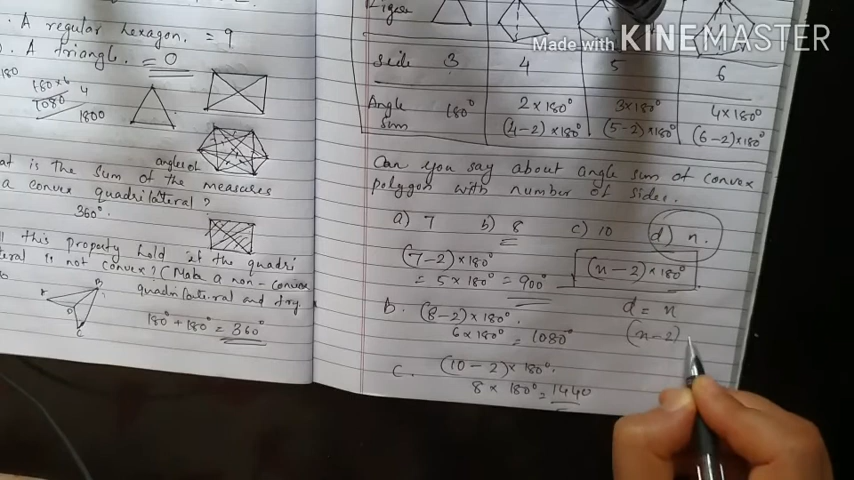 Made with KINEMASTER
. A regular hexagon. = 9
). A triangle. = 0
180
180×6
4
1080
1800
at is the sum of the measures
angles of
a convex quadrilateral?
360°.
ll this property hold if the quadri
lateral is not convex? (Make a non-convex
quadrilateral and try
A
B
D
C
180° + 180° = 360°
Figure
side 3 4 5 6
Angle sum 180° 2×180° 3×180° 4×180°
(4-2)×180° (5-2)×180° (6-2)×180°
Can you say about angle sum of convex
polygon with number of sides.
a) 7 b) 8 c) 10 d) n.
(7-2)×180°
= 5×180° = 900°
(n-2)×180°
B. (8-2)×180°.
6×180° = 1080°
d = n
(n-2)
C. (10-2)×180°.
8×180° = 1440